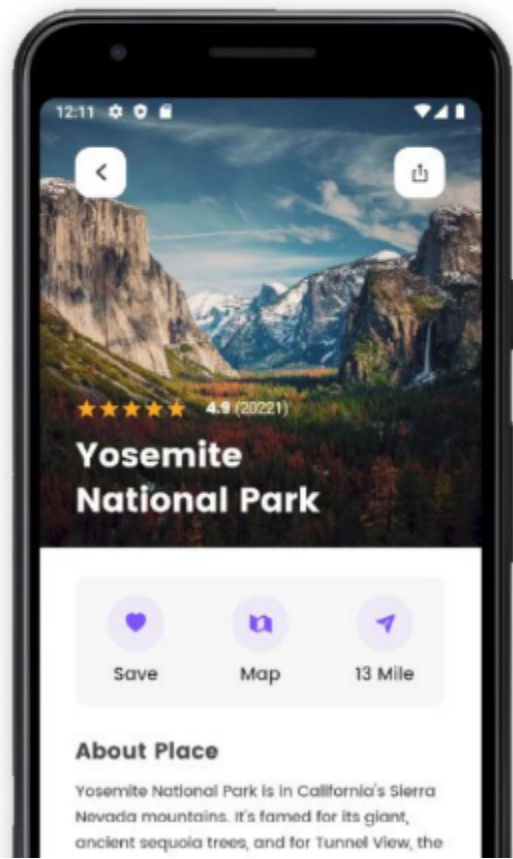 12:11
4.9 (20221)
Yosemite
National Park
Save
Map
13 Mile
About Place
Yosemite National Park is in California's Sierra
Nevada mountains. It's famed for its giant,
ancient sequoia trees, and for Tunnel View, the